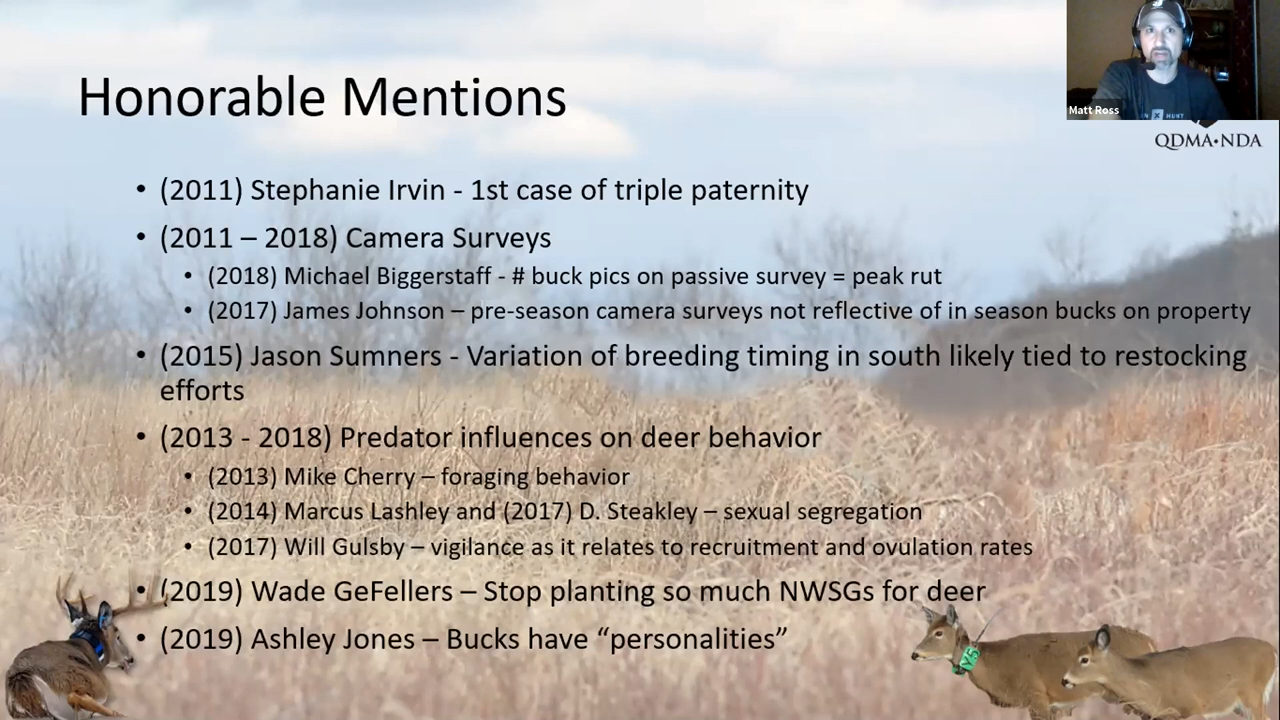 Honorable Mentions
Matt Ross
HUNT
QDMA•NDA
• (2011) Stephanie Irvin - 1st case of triple paternity
• (2011 – 2018) Camera Surveys
• (2018) Michael Biggerstaff - # buck pics on passive survey = peak rut
• (2017) James Johnson – pre-season camera surveys not reflective of in season bucks on property
• (2015) Jason Sumners - Variation of breeding timing in south likely tied to restocking
efforts
• (2013 - 2018) Predator influences on deer behavior
• (2013) Mike Cherry – foraging behavior
• (2014) Marcus Lashley and (2017) D. Steakley – sexual segregation
• (2017) Will Gulsby – vigilance as it relates to recruitment and ovulation rates
• (2019) Wade GeFellers – Stop planting so much NWSGs for deer
• (2019) Ashley Jones – Bucks have “personalities”